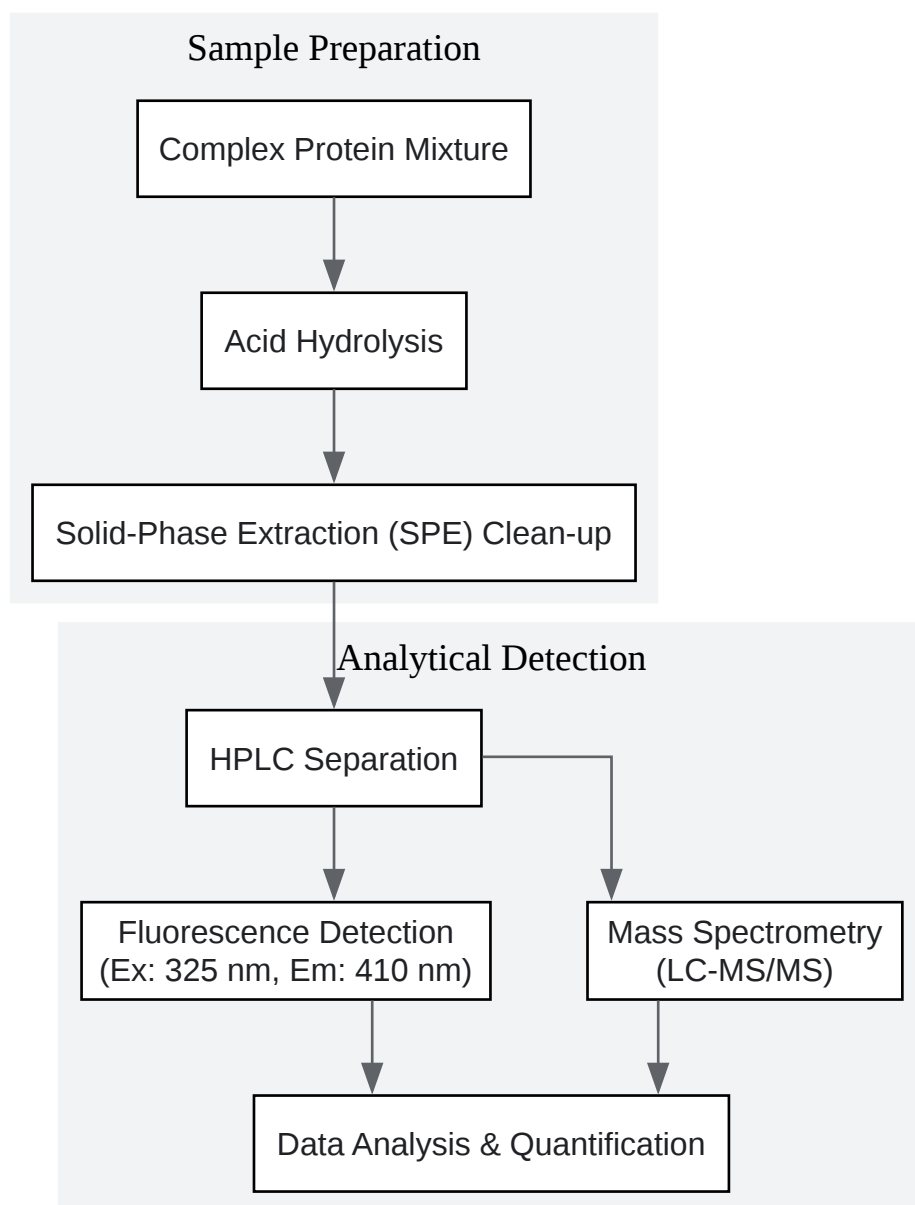 Sample Preparation
Complex Protein Mixture
Acid Hydrolysis
Solid-Phase Extraction (SPE) Clean-up
Analytical Detection
HPLC Separation
Fluorescence Detection
(Ex: 325 nm, Em: 410 nm)
Mass Spectrometry
(LC-MS/MS)
Data Analysis & Quantification